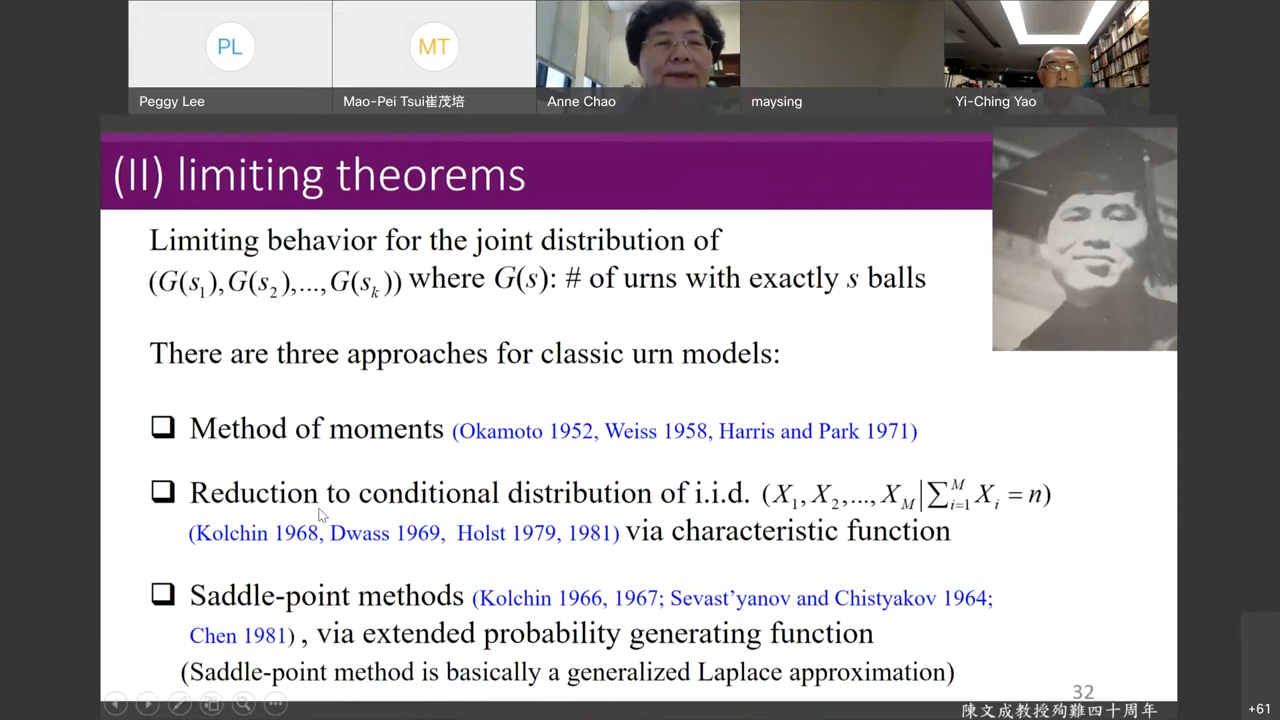 PL
MT
Peggy Lee
Mao-Pei Tsui崔茂培
Anne Chao
maysing
Yi-Ching Yao
(II) limiting theorems
Limiting behavior for the joint distribution of
(G(s₁),G(s₂),...,G(sₖ)) where G(s): # of urns with exactly s balls
There are three approaches for classic urn models:
❑ Method of moments (Okamoto 1952, Weiss 1958, Harris and Park 1971)
❑ Reduction to conditional distribution of i.i.d. (X₁, X₂,..., X_M|∑_{i=1}^{M} X_i = n)
(Kolchin 1968, Dwass 1969, Holst 1979, 1981) via characteristic function
❑ Saddle-point methods (Kolchin 1966, 1967; Sevast'yanov and Chistyakov 1964;
Chen 1981) , via extended probability generating function
(Saddle-point method is basically a generalized Laplace approximation)
32
陳文成教授殉難四十周年
+61